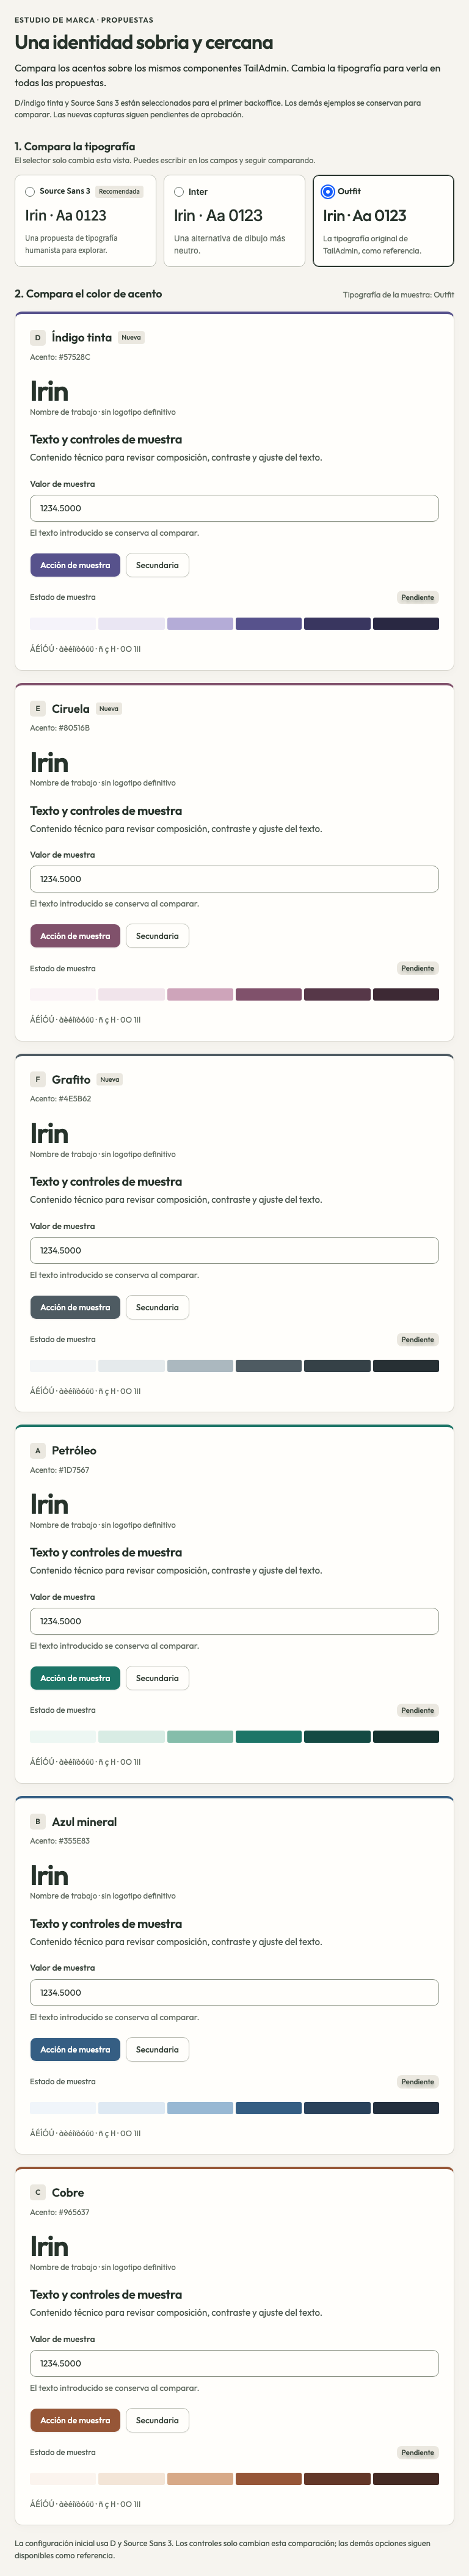 ESTUDIO DE MARCA · PROPUESTAS
Una identidad sobria y cercana
Compara los acentos sobre los mismos componentes TailAdmin. Cambia la tipografía para verla en
todas las propuestas.
D/Índigo tinta y Source Sans 3 están seleccionados para el primer backoffice. Los demás ejemplos se conservan para
comparar. Las nuevas capturas siguen pendientes de aprobación.
1. Compara la tipografía
El selector solo cambia esta vista. Puedes escribir en los campos y seguir comparando.
Source Sans 3 Recomendada
Irin · Aa 0123
Una propuesta de tipografía
humanista para explorar.
Inter
Irin · Aa 0123
Una alternativa de dibujo más
neutro.
Outfit
Irin · Aa 0123
La tipografía original de
TailAdmin, como referencia.
2. Compara el color de acento
Tipografía de la muestra: Outfit
D Índigo tinta Nueva
Acento: #57528C
Irin
Nombre de trabajo · sin logotipo definitivo
Texto y controles de muestra
Contenido técnico para revisar composición, contraste y ajuste del texto.
Valor de muestra
1234.5000
El texto introducido se conserva al comparar.
Acción de muestra Secundaria
Estado de muestra Pendiente
ÁÉÍÓÚ · àèéíïòóúü · ñ ç l·l · 0O 1Il
E Ciruela Nueva
Acento: #80516B
Irin
Nombre de trabajo · sin logotipo definitivo
Texto y controles de muestra
Contenido técnico para revisar composición, contraste y ajuste del texto.
Valor de muestra
1234.5000
El texto introducido se conserva al comparar.
Acción de muestra Secundaria
Estado de muestra Pendiente
ÁÉÍÓÚ · àèéíïòóúü · ñ ç l·l · 0O 1Il
F Grafito Nueva
Acento: #4E5B62
Irin
Nombre de trabajo · sin logotipo definitivo
Texto y controles de muestra
Contenido técnico para revisar composición, contraste y ajuste del texto.
Valor de muestra
1234.5000
El texto introducido se conserva al comparar.
Acción de muestra Secundaria
Estado de muestra Pendiente
ÁÉÍÓÚ · àèéíïòóúü · ñ ç l·l · 0O 1Il
A Petróleo
Acento: #1D7567
Irin
Nombre de trabajo · sin logotipo definitivo
Texto y controles de muestra
Contenido técnico para revisar composición, contraste y ajuste del texto.
Valor de muestra
1234.5000
El texto introducido se conserva al comparar.
Acción de muestra Secundaria
Estado de muestra Pendiente
ÁÉÍÓÚ · àèéíïòóúü · ñ ç l·l · 0O 1Il
B Azul mineral
Acento: #355E83
Irin
Nombre de trabajo · sin logotipo definitivo
Texto y controles de muestra
Contenido técnico para revisar composición, contraste y ajuste del texto.
Valor de muestra
1234.5000
El texto introducido se conserva al comparar.
Acción de muestra Secundaria
Estado de muestra Pendiente
ÁÉÍÓÚ · àèéíïòóúü · ñ ç l·l · 0O 1Il
C Cobre
Acento: #965637
Irin
Nombre de trabajo · sin logotipo definitivo
Texto y controles de muestra
Contenido técnico para revisar composición, contraste y ajuste del texto.
Valor de muestra
1234.5000
El texto introducido se conserva al comparar.
Acción de muestra Secundaria
Estado de muestra Pendiente
ÁÉÍÓÚ · àèéíïòóúü · ñ ç l·l · 0O 1Il
La configuración inicial usa D y Source Sans 3. Los controles solo cambian esta comparación; las demás opciones siguen
disponibles como referencia.